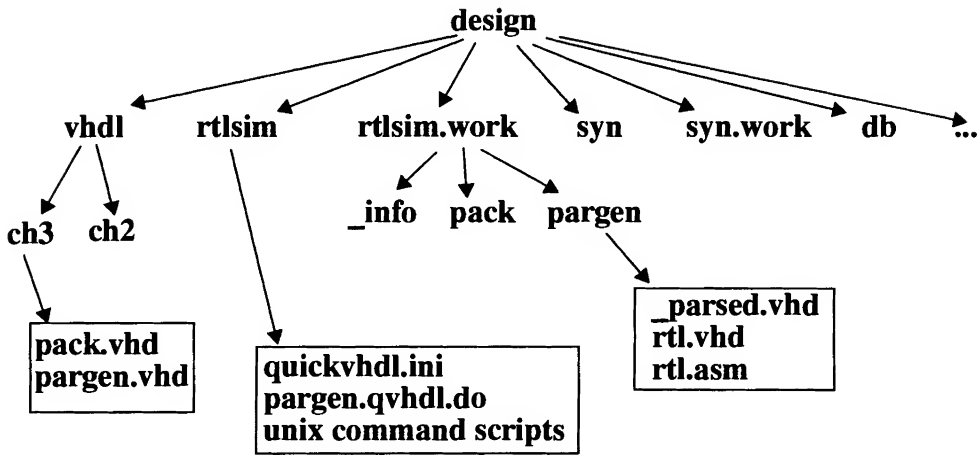 design
vhdl rtlsim rtlsim.work syn syn.work db ...
_info pack pargen
ch3 ch2
_parsed.vhd
rtl.vhd
rtl.asm
pack.vhd
pargen.vhd
quickvhdl.ini
pargen.qvhdl.do
unix command scripts